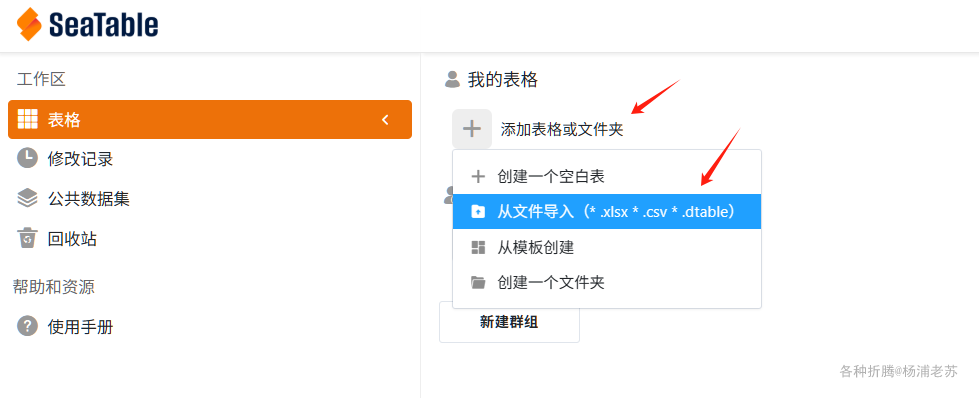 SeaTable
工作区
表格
修改记录
公共数据集
回收站
帮助和资源
使用手册
我的表格
添加表格或文件夹
创建一个空白表
从文件导入（* .xlsx * .csv * .dtable）
从模板创建
创建一个文件夹
新建群组
各种折腾@杨浦老苏